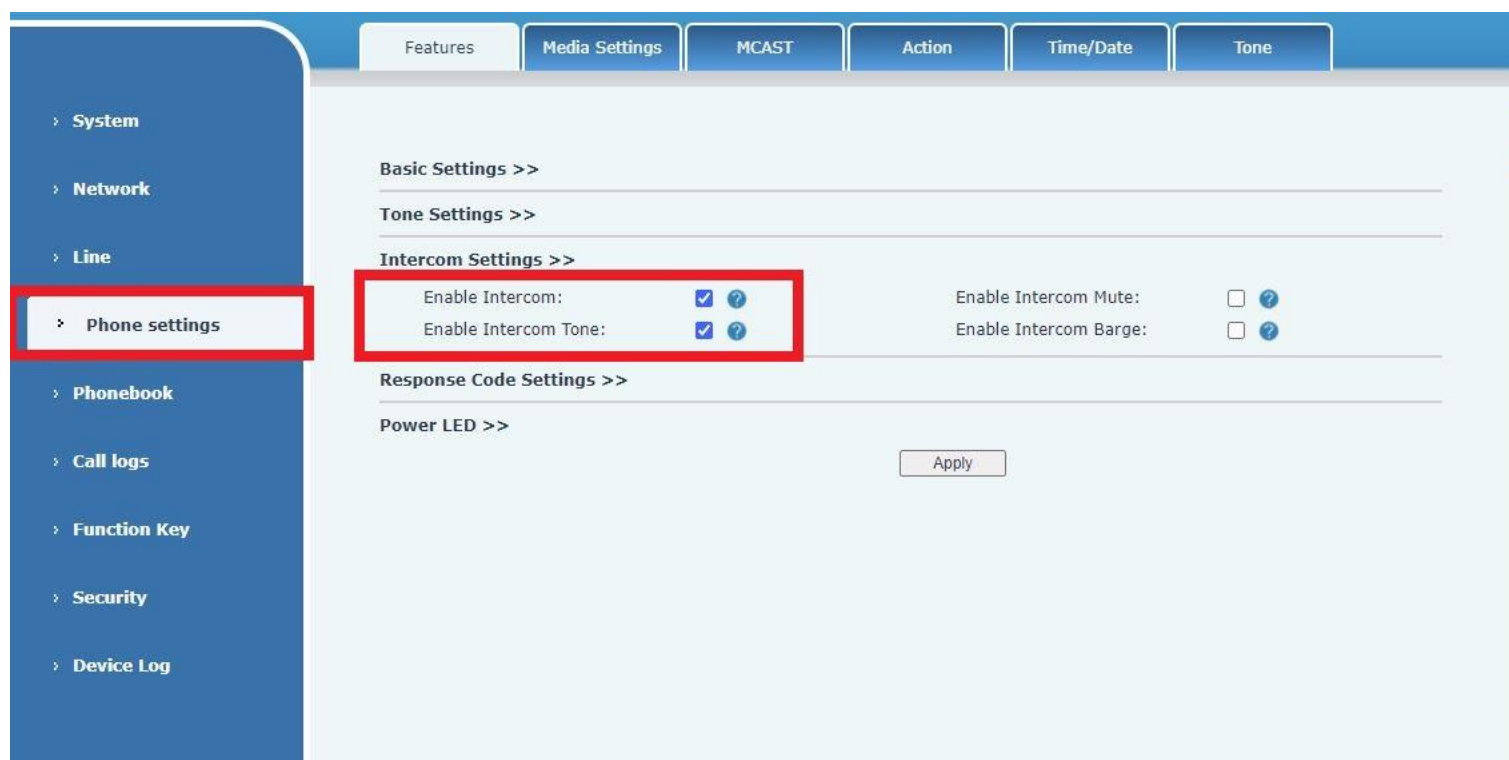 Features Media Settings MCAST Action Time/Date Tone
System
Network
Line
Phone settings
Phonebook
Call logs
Function Key
Security
Device Log
Basic Settings >>
Tone Settings >>
Intercom Settings >>
Enable Intercom: ? Enable Intercom Mute: ?
Enable Intercom Tone: ? Enable Intercom Barge: ?
Response Code Settings >>
Power LED >>
Apply